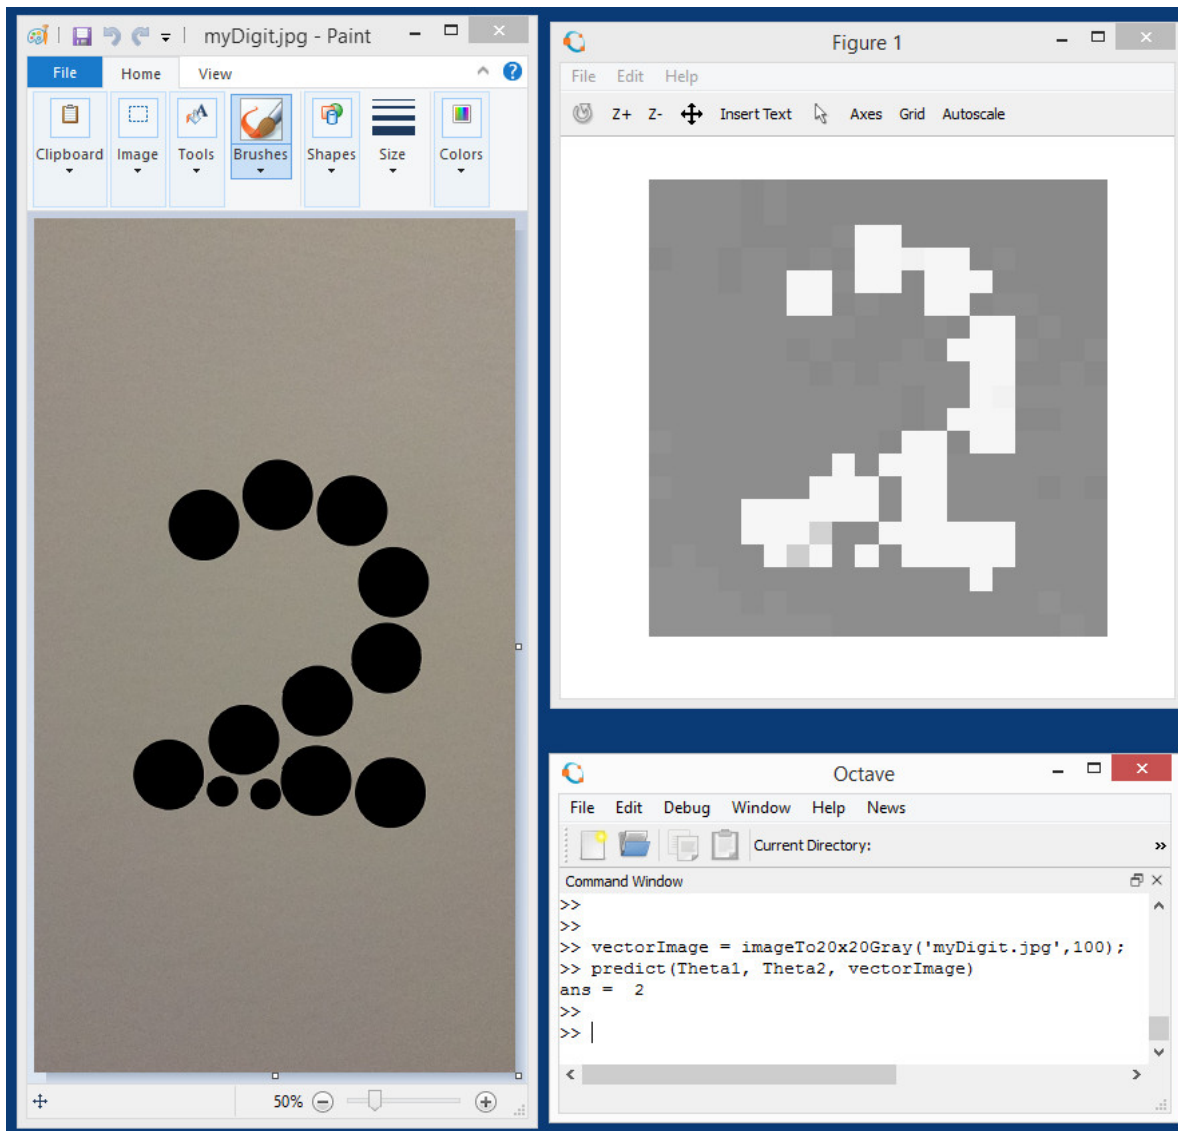 myDigit.jpg - Paint
File Home View
Clipboard Image Tools Brushes Shapes Size Colors
50%
Figure 1
File Edit Help
Z+ Z- Insert Text Axes Grid Autoscale
Octave
File Edit Debug Window Help News
Current Directory: »
Command Window
>>
>>
>> vectorImage = imageTo20x20Gray('myDigit.jpg',100);
>> predict(Theta1, Theta2, vectorImage)
ans =  2
>>
>>